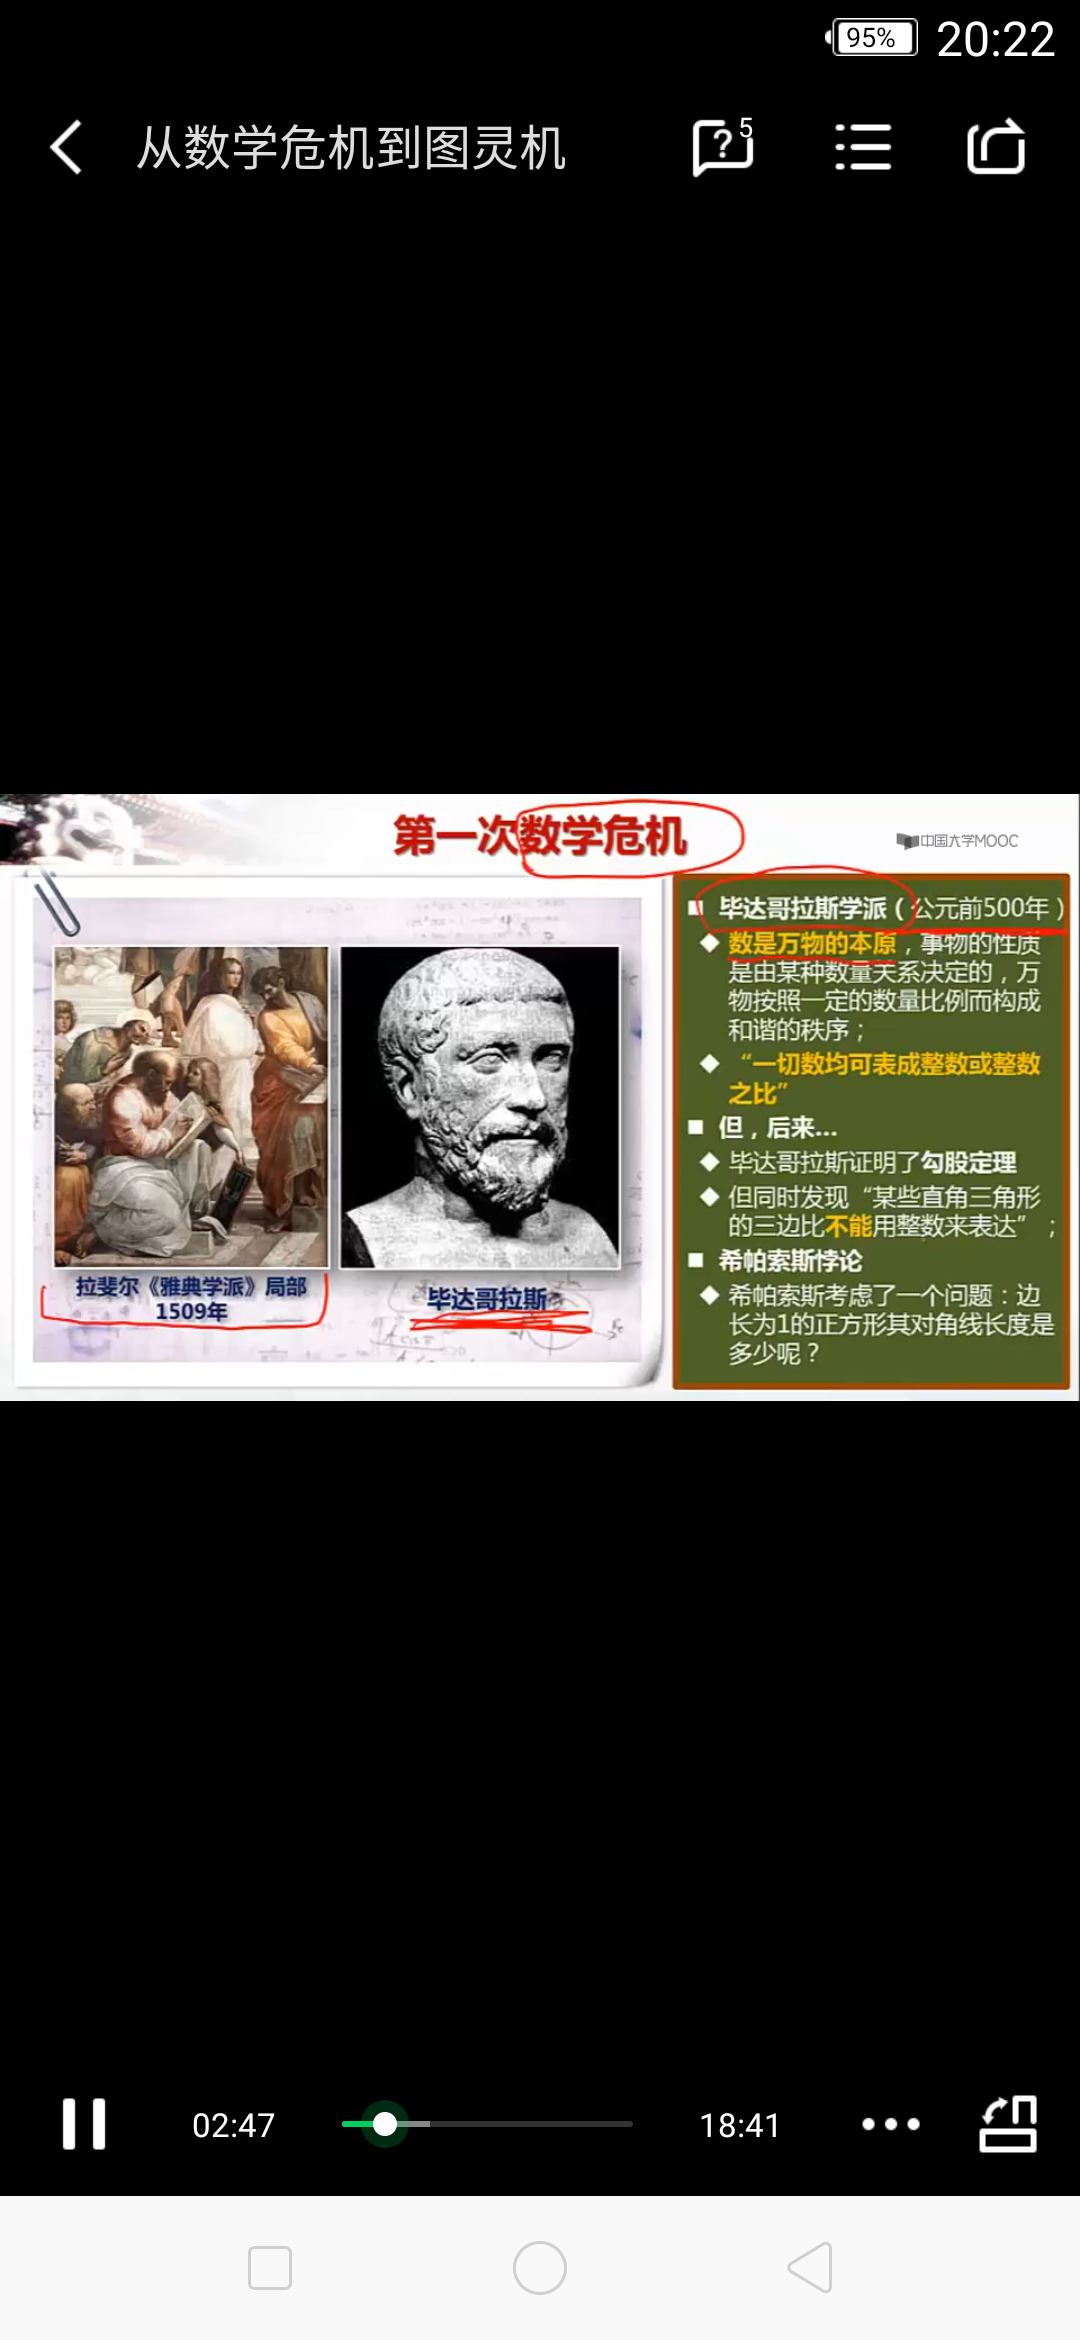 95% 20:22
从数学危机到图灵机 5
第一次数学危机
中国大学MOOC
拉斐尔《雅典学派》局部
1509年
毕达哥拉斯
毕达哥拉斯学派（公元前500年）
数是万物的本原，事物的性质
是由某种数量关系决定的，万
物按照一定的数量比例而构成
和谐的秩序；
“一切数均可表成整数或整数
之比”
但，后来...
毕达哥拉斯证明了勾股定理
但同时发现“某些直角三角形
的三边比不能用整数来表达”；
希帕索斯悖论
希帕索斯考虑了一个问题：边
长为1的正方形其对角线长度是
多少呢？
02:47 18:41